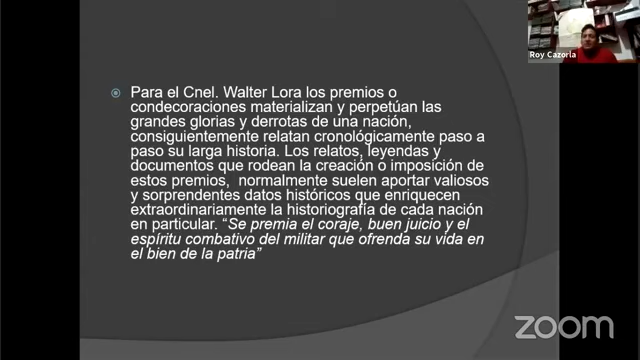 Roy Cazorla
Para el Cnel. Walter Lora los premios o
condecoraciones materializan y perpetúan las
grandes glorias y derrotas de una nación,
consiguientemente relatan cronológicamente paso a
paso su larga historia. Los relatos, leyendas y
documentos que rodean la creación o imposición de
estos premios, normalmente suelen aportar valiosos
y sorprendentes datos históricos que enriquecen
extraordinariamente la historiografía de cada nación
en particular. “Se premia el coraje, buen juicio y el
espíritu combativo del militar que ofrenda su vida en
el bien de la patria”
zoom